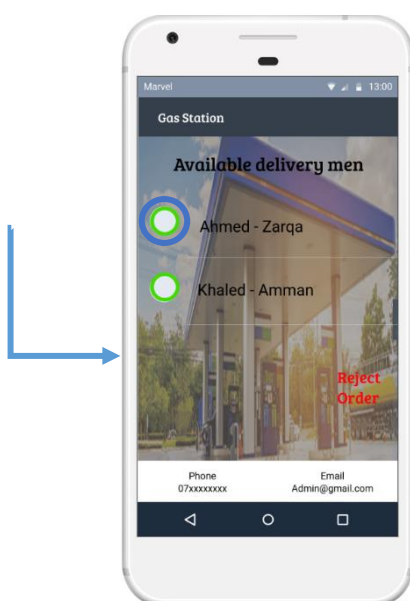 Marvel 13:00
Gas Station
Available delivery men
Ahmed - Zarqa
Khaled - Amman
Reject
Order
Phone Email
07xxxxxxxx Admin@gmail.com